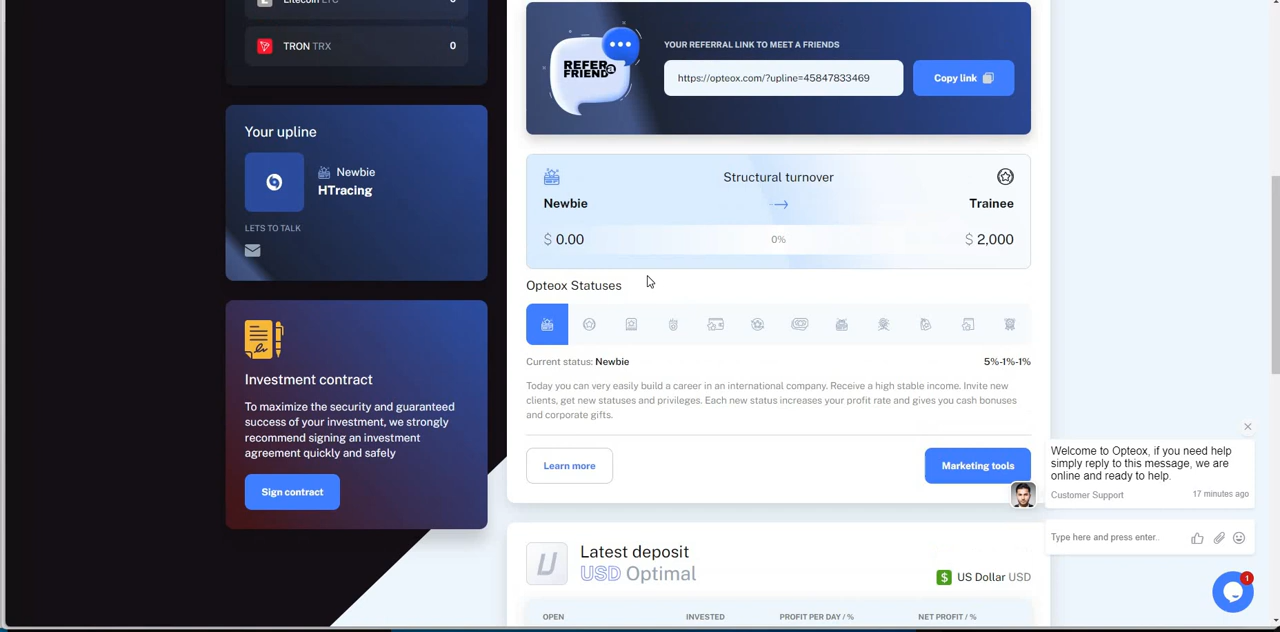 Litecoin LTC 0
TRON TRX 0
Your upline
Newbie
HTracing
LETS TO TALK
Investment contract
To maximize the security and guaranteed
success of your investment, we strongly
recommend signing an investment
agreement quickly and safely
Sign contract
REFER A
FRIEND
YOUR REFERRAL LINK TO MEET A FRIENDS
https://opteox.com/?upline=45847833469
Copy link
Structural turnover
Newbie
Trainee
$ 0.00
0%
$ 2,000
Opteox Statuses
Current status: Newbie
5%-1%-1%
Today you can very easily build a career in an international company. Receive a high stable income. Invite new
clients, get new statuses and privileges. Each new status increases your profit rate and gives you cash bonuses
and corporate gifts.
Learn more
Marketing tools
Latest deposit
USD Optimal
$ US Dollar USD
OPEN
INVESTED
PROFIT PER DAY / %
NET PROFIT / %
Welcome to Opteox, if you need help
simply reply to this message, we are
online and ready to help.
Customer Support
17 minutes ago
Type here and press enter..
1